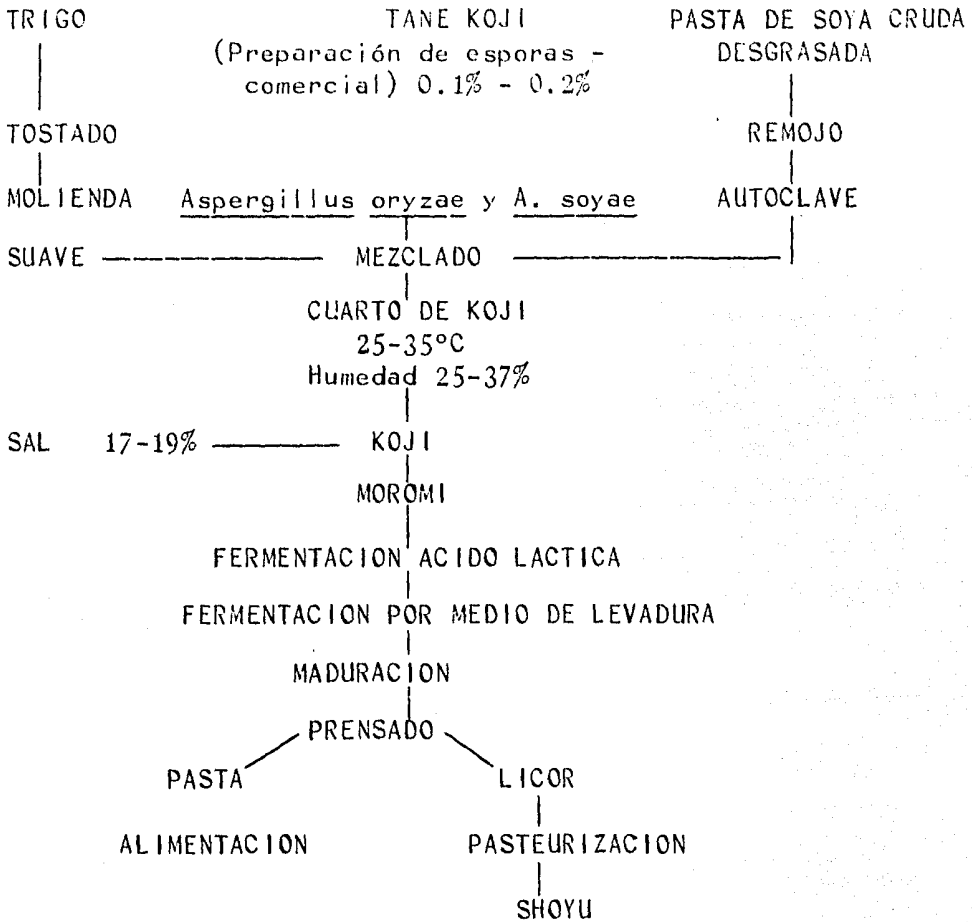 TRIGO TANE KOJI PASTA DE SOYA CRUDA
(Preparación de esporas - DESGRASADA
comercial) 0.1% - 0.2%
TOSTADO REMOJO
MOLIENDA Aspergillus oryzae y A. soyae AUTOCLAVE
SUAVE MEZCLADO
CUARTO DE KOJI
25-35°C
Humedad 25-37%
SAL 17-19% KOJI
MOROMI
FERMENTACION ACIDO LACTICA
FERMENTACION POR MEDIO DE LEVADURA
MADURACION
PRENSADO
PASTA LICOR
ALIMENTACION PASTEURIZACION
SHOYU